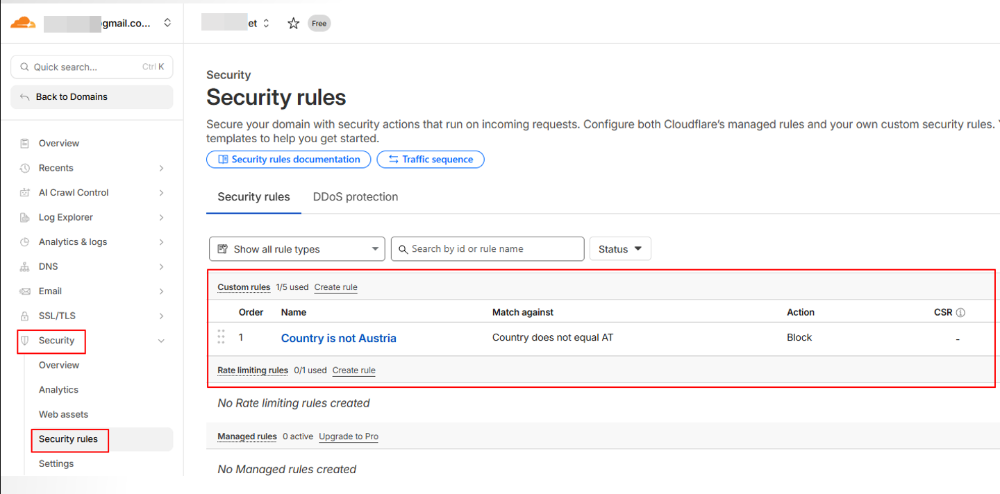 gmail.co...
et
Free
Quick search...
Ctrl K
Back to Domains
Overview
Recents
AI Crawl Control
Log Explorer
Analytics & logs
DNS
Email
SSL/TLS
Security
Overview
Analytics
Web assets
Security rules
Settings
Security
Security rules
Secure your domain with security actions that run on incoming requests. Configure both Cloudflare's managed rules and your own custom security rules.
templates to help you get started.
Security rules documentation
Traffic sequence
Security rules
DDoS protection
Show all rule types
Search by id or rule name
Status
Custom rules 1/5 used Create rule
Order Name Match against Action CSR
1 Country is not Austria Country does not equal AT Block -
Rate limiting rules 0/1 used Create rule
No Rate limiting rules created
Managed rules 0 active Upgrade to Pro
No Managed rules created